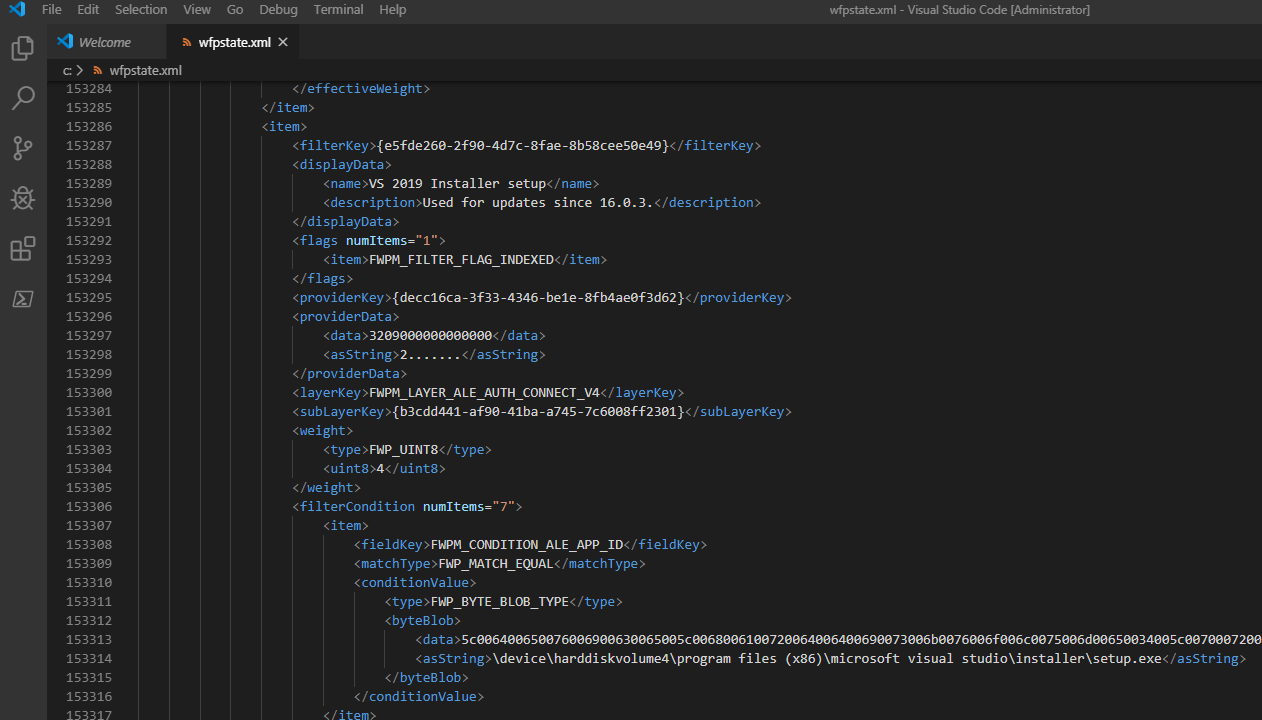 File Edit Selection View Go Debug Terminal Help wfpstate.xml - Visual Studio Code [Administrator]
Welcome wfpstate.xml
c: > wfpstate.xml
153284 </effectiveWeight>
153285 </item>
153286 <item>
153287 <filterKey>{e5fde260-2f90-4d7c-8fae-8b58cee50e49}</filterKey>
153288 <displayData>
153289 <name>VS 2019 Installer setup</name>
153290 <description>Used for updates since 16.0.3.</description>
153291 </displayData>
153292 <flags numItems="1">
153293 <item>FWPM_FILTER_FLAG_INDEXED</item>
153294 </flags>
153295 <providerKey>{decc16ca-3f33-4346-be1e-8fb4ae0f3d62}</providerKey>
153296 <providerData>
153297 <data>3209000000000000</data>
153298 <asString>2.......</asString>
153299 </providerData>
153300 <layerKey>FWPM_LAYER_ALE_AUTH_CONNECT_V4</layerKey>
153301 <subLayerKey>{b3cdd441-af90-41ba-a745-7c6008ff2301}</subLayerKey>
153302 <weight>
153303 <type>FWP_UINT8</type>
153304 <uint8>4</uint8>
153305 </weight>
153306 <filterCondition numItems="7">
153307 <item>
153308 <fieldKey>FWPM_CONDITION_ALE_APP_ID</fieldKey>
153309 <matchType>FWP_MATCH_EQUAL</matchType>
153310 <conditionValue>
153311 <type>FWP_BYTE_BLOB_TYPE</type>
153312 <byteBlob>
153313 <data>5c006400650076006900630065005c0068006100720064006400690073006b0076006f006c0075006d00650034005c0070007200
153314 <asString>\device\harddiskvolume4\program files (x86)\microsoft visual studio\installer\setup.exe</asString>
153315 </byteBlob>
153316 </conditionValue>
153317 </item>